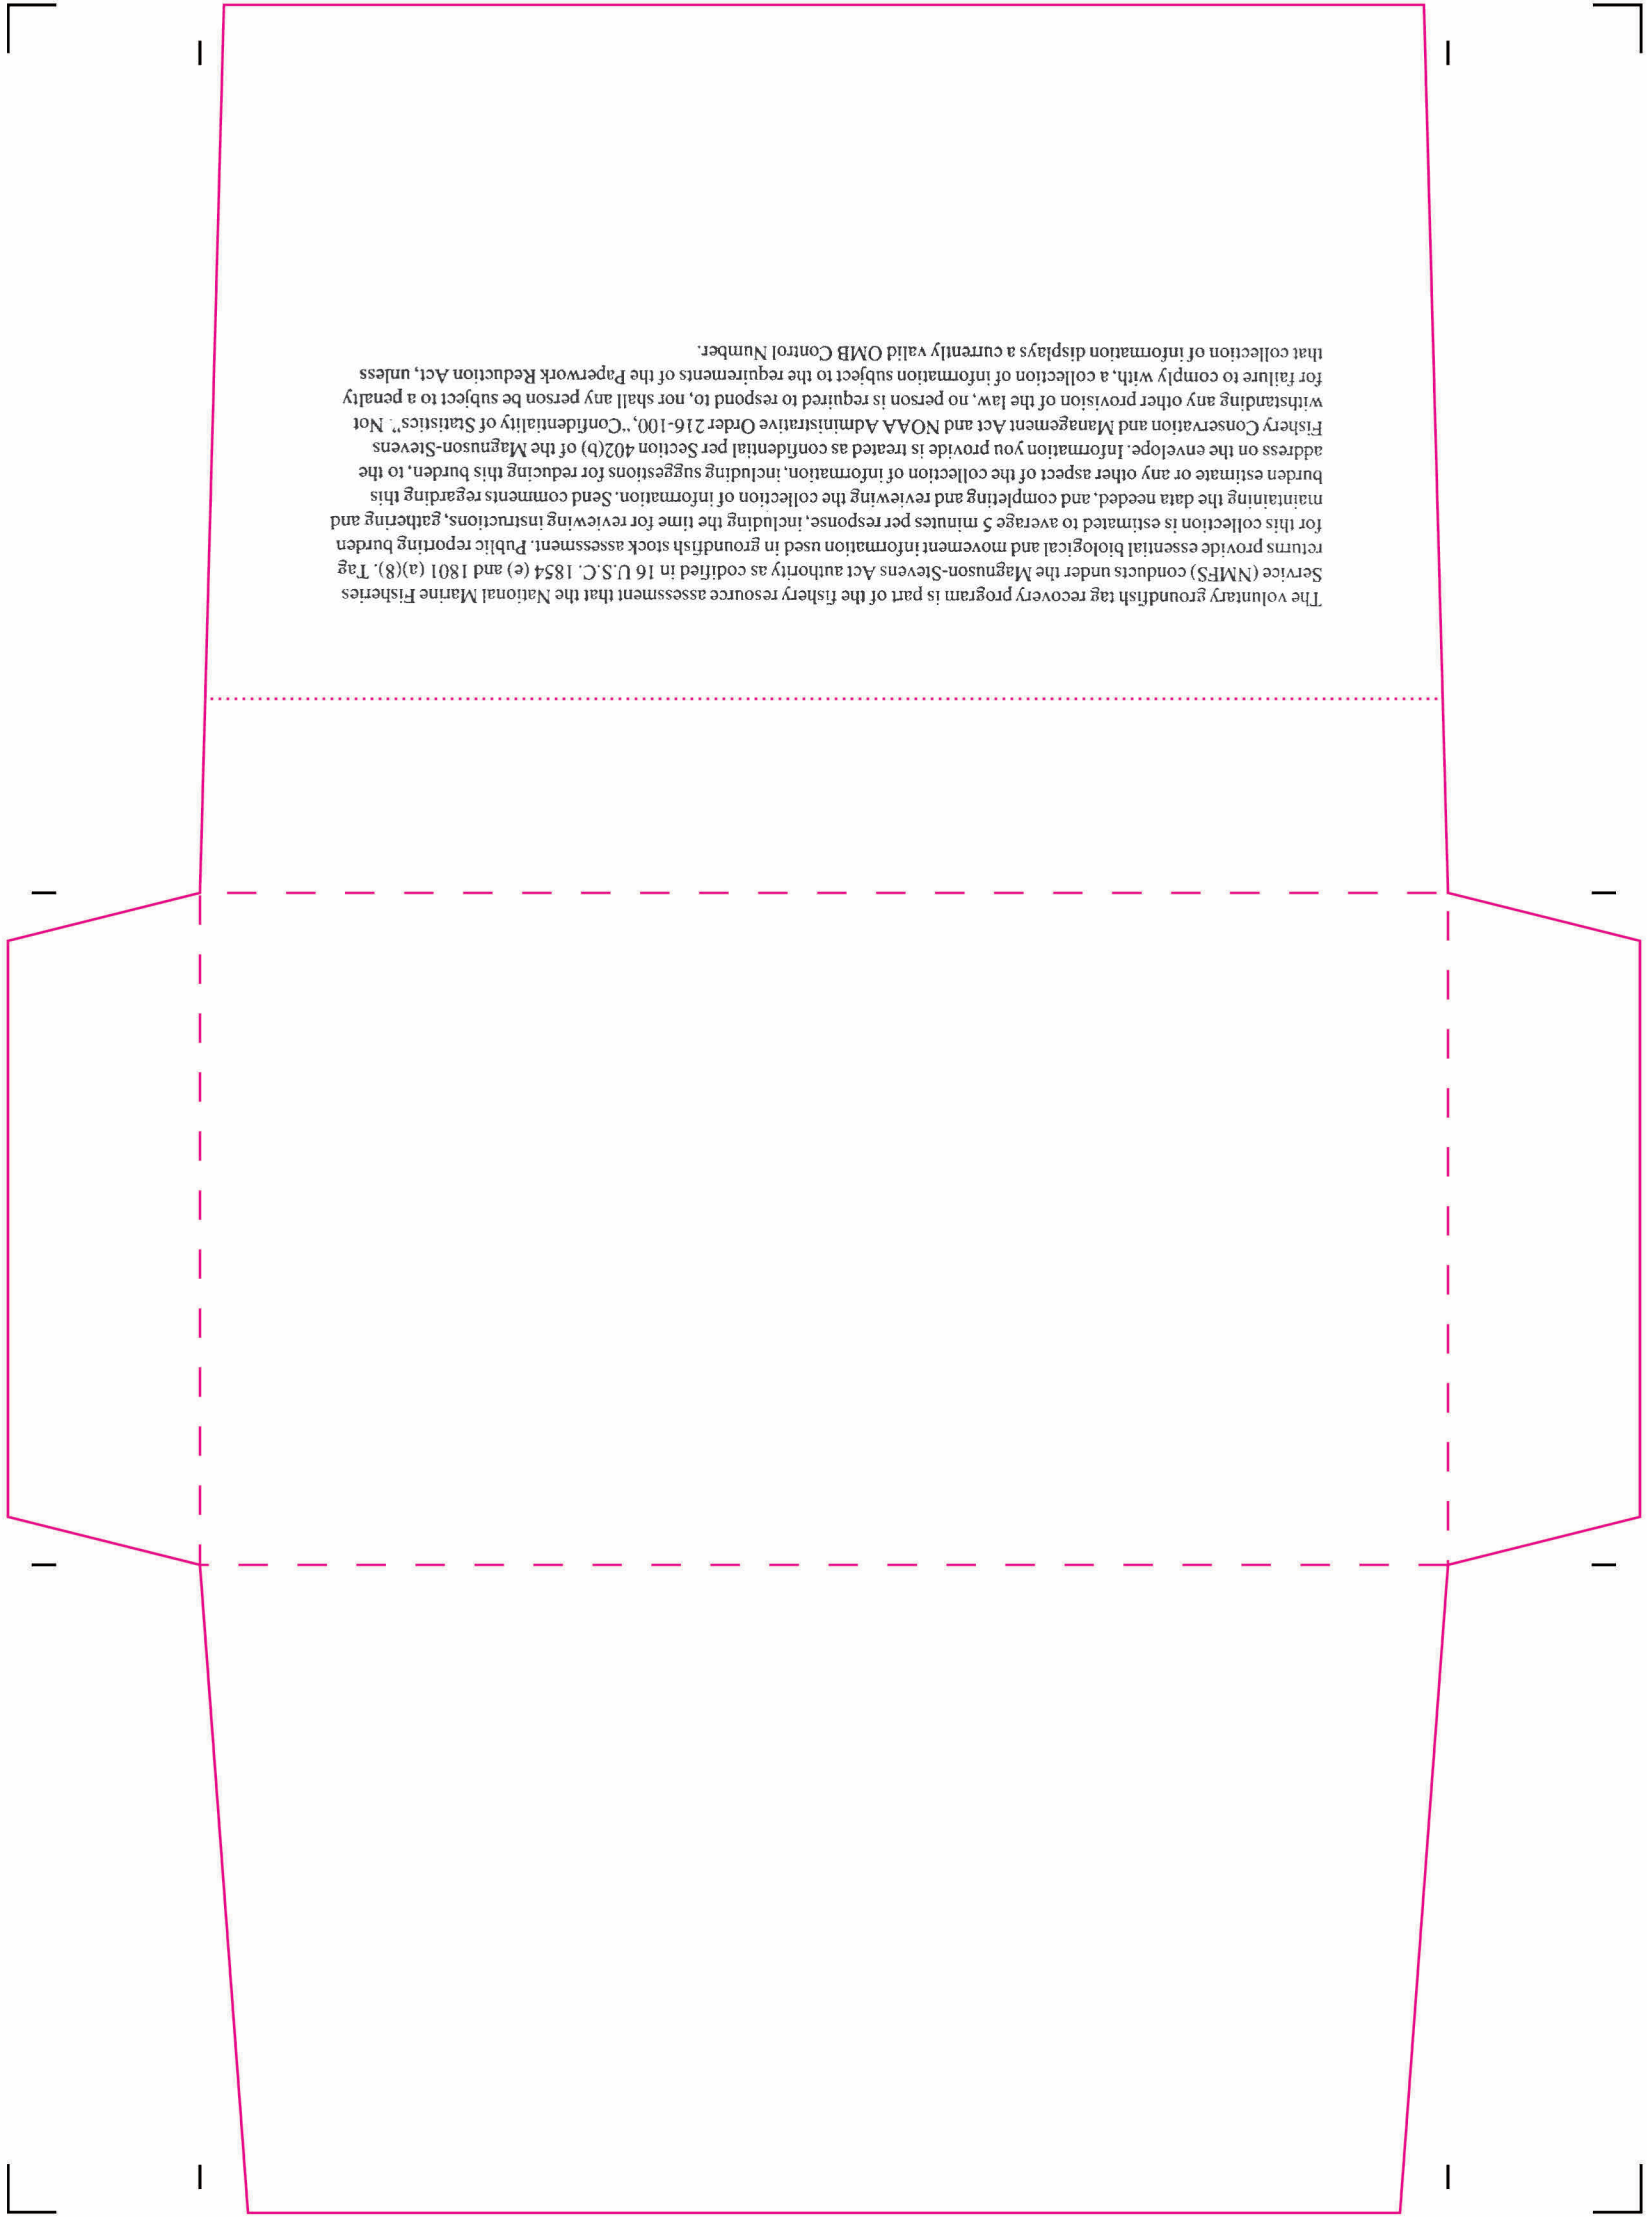 The voluntary groundfish tag recovery program is part of the fishery resource assessment that the National Marine Fisheries
Service (NMFS) conducts under the Magnuson-Stevens Act authority as codified in 16 U.S.C. 1854 (e) and 1801 (a)(8). Tag
returns provide essential biological and movement information used in groundfish stock assessment. Public reporting burden
for this collection is estimated to average 5 minutes per response, including the time for reviewing instructions, gathering and
maintaining the data needed, and completing and reviewing the collection of information. Send comments regarding this
burden estimate or any other aspect of the collection of information, including suggestions for reducing this burden, to the
address on the envelope. Information you provide is treated as confidential per Section 402(b) of the Magnuson-Stevens
Fishery Conservation and Management Act and NOAA Administrative Order 216-100, “Confidentiality of Statistics”. Not
withstanding any other provision of the law, no person is required to respond to, nor shall any person be subject to a penalty
for failure to comply with, a collection of information subject to the requirements of the Paperwork Reduction Act, unless
that collection of information displays a currently valid OMB Control Number.